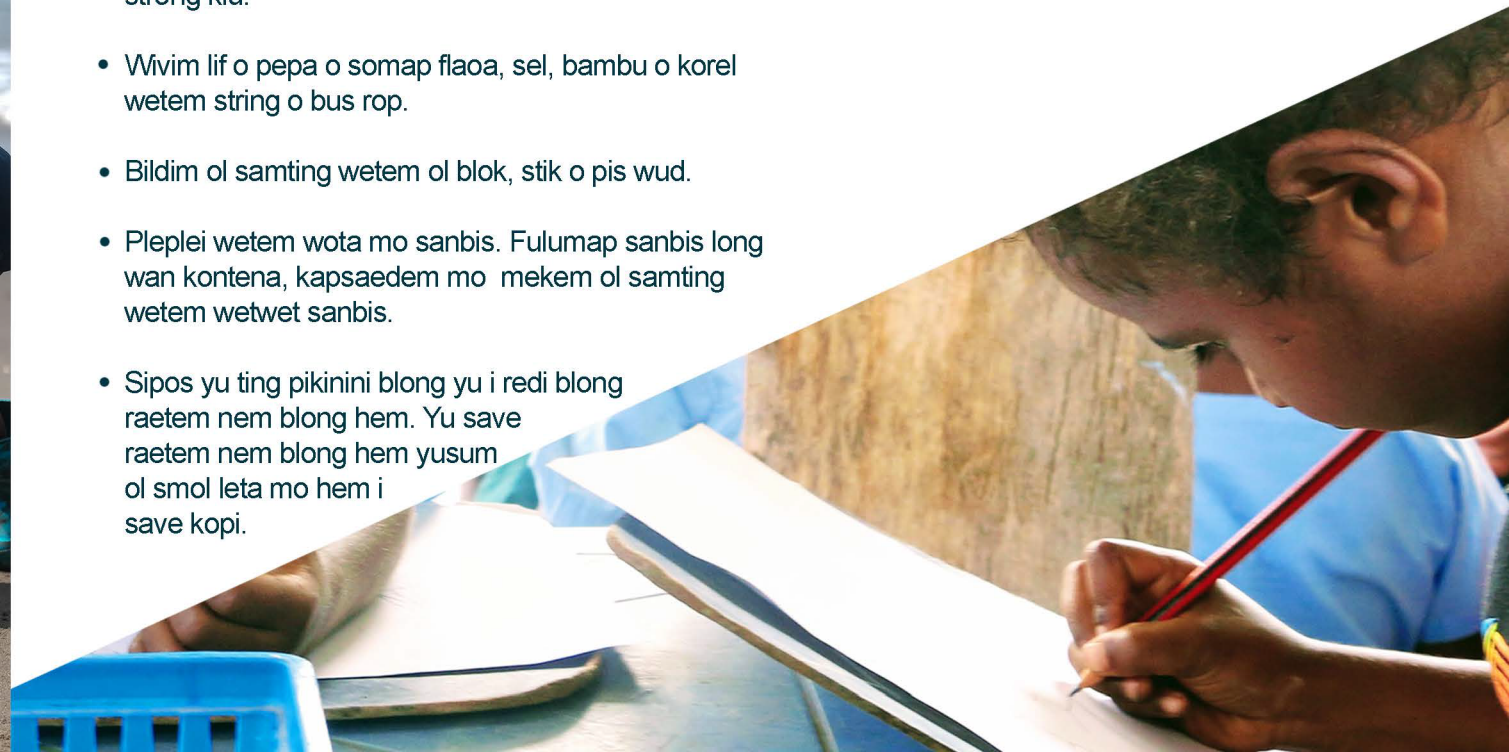 strong klu.
• Wivim lif o pepa o somap flaoa, sel, bambu o korel
wetem string o bus rop.
• Bildim ol samting wetem ol blok, stik o pis wud.
• Pleplei wetem wota mo sanbis. Fulumap sanbis long
wan kontena, kapsaedem mo  mekem ol samting
wetem wetwet sanbis.
• Sipos yu ting pikinini blong yu i redi blong
raetem nem blong hem. Yu save
raetem nem blong hem yusum
ol smol leta mo hem i
save kopi.